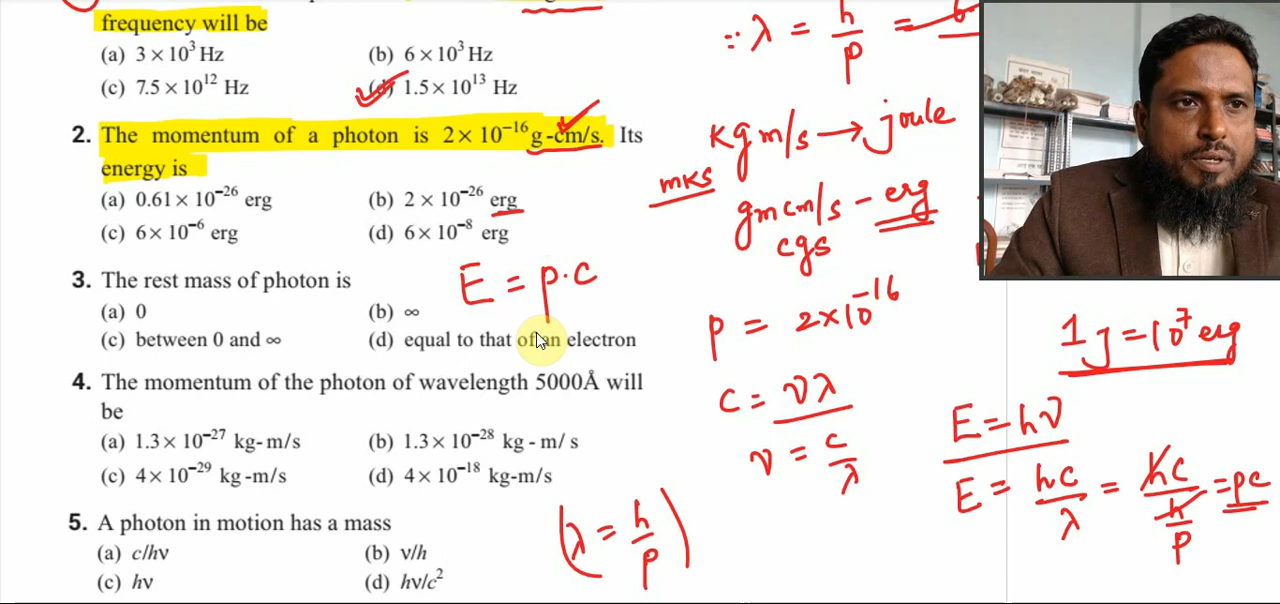 frequency will be
(a) 3 × 10³ Hz (b) 6 × 10³ Hz
(c) 7.5 × 10¹² Hz 1.5 × 10¹³ Hz
2. The momentum of a photon is 2 × 10⁻¹⁶ g-cm/s. Its
energy is
(a) 0.61 × 10⁻²⁶ erg (b) 2 × 10⁻²⁶ erg
(c) 6 × 10⁻⁶ erg (d) 6 × 10⁻⁸ erg
3. The rest mass of photon is
(a) 0 (b) ∞
(c) between 0 and ∞ (d) equal to that of an electron
4. The momentum of the photon of wavelength 5000Å will
be
(a) 1.3 × 10⁻²⁷ kg-m/s (b) 1.3 × 10⁻²⁸ kg - m/ s
(c) 4 × 10⁻²⁹ kg-m/s (d) 4 × 10⁻¹⁸ kg-m/s
5. A photon in motion has a mass
(a) c/hν (b) ν/h
(c) hν (d) hν/c²
E = p·c
(λ = h/p)
∵ λ = h/p =
kg m/s → joule
mks
gm cm/s - erg
cgs
p = 2×10⁻¹⁶
c = νλ
ν = c/λ
1 J = 10⁷ erg
E = hν
E = hc/λ = hc/(h/p) = pc